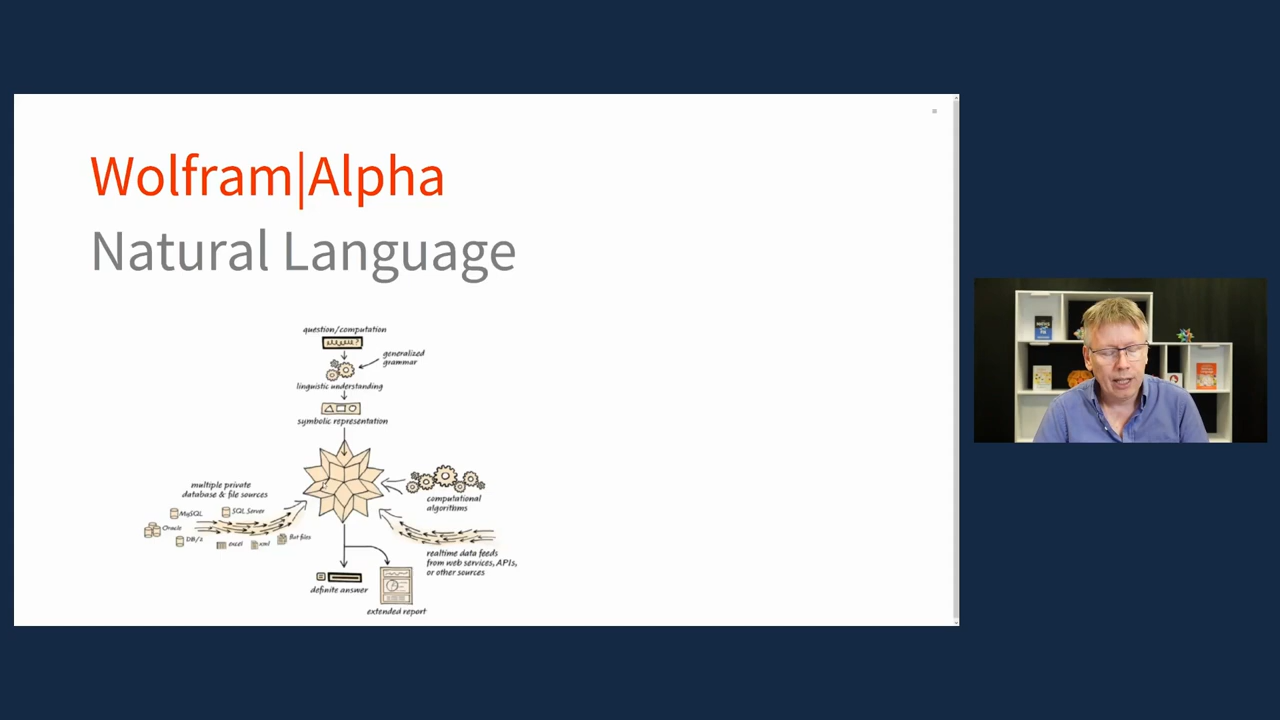 Wolfram|Alpha
Natural Language
question/computation
generalized
grammar
linguistic understanding
symbolic representation
multiple private
database & file sources
MySQL
SQL Server
Oracle
DB/2
excel
xml
flat files
computational
algorithms
realtime data feeds
from web services, APIs,
or other sources
definite answer
extended report